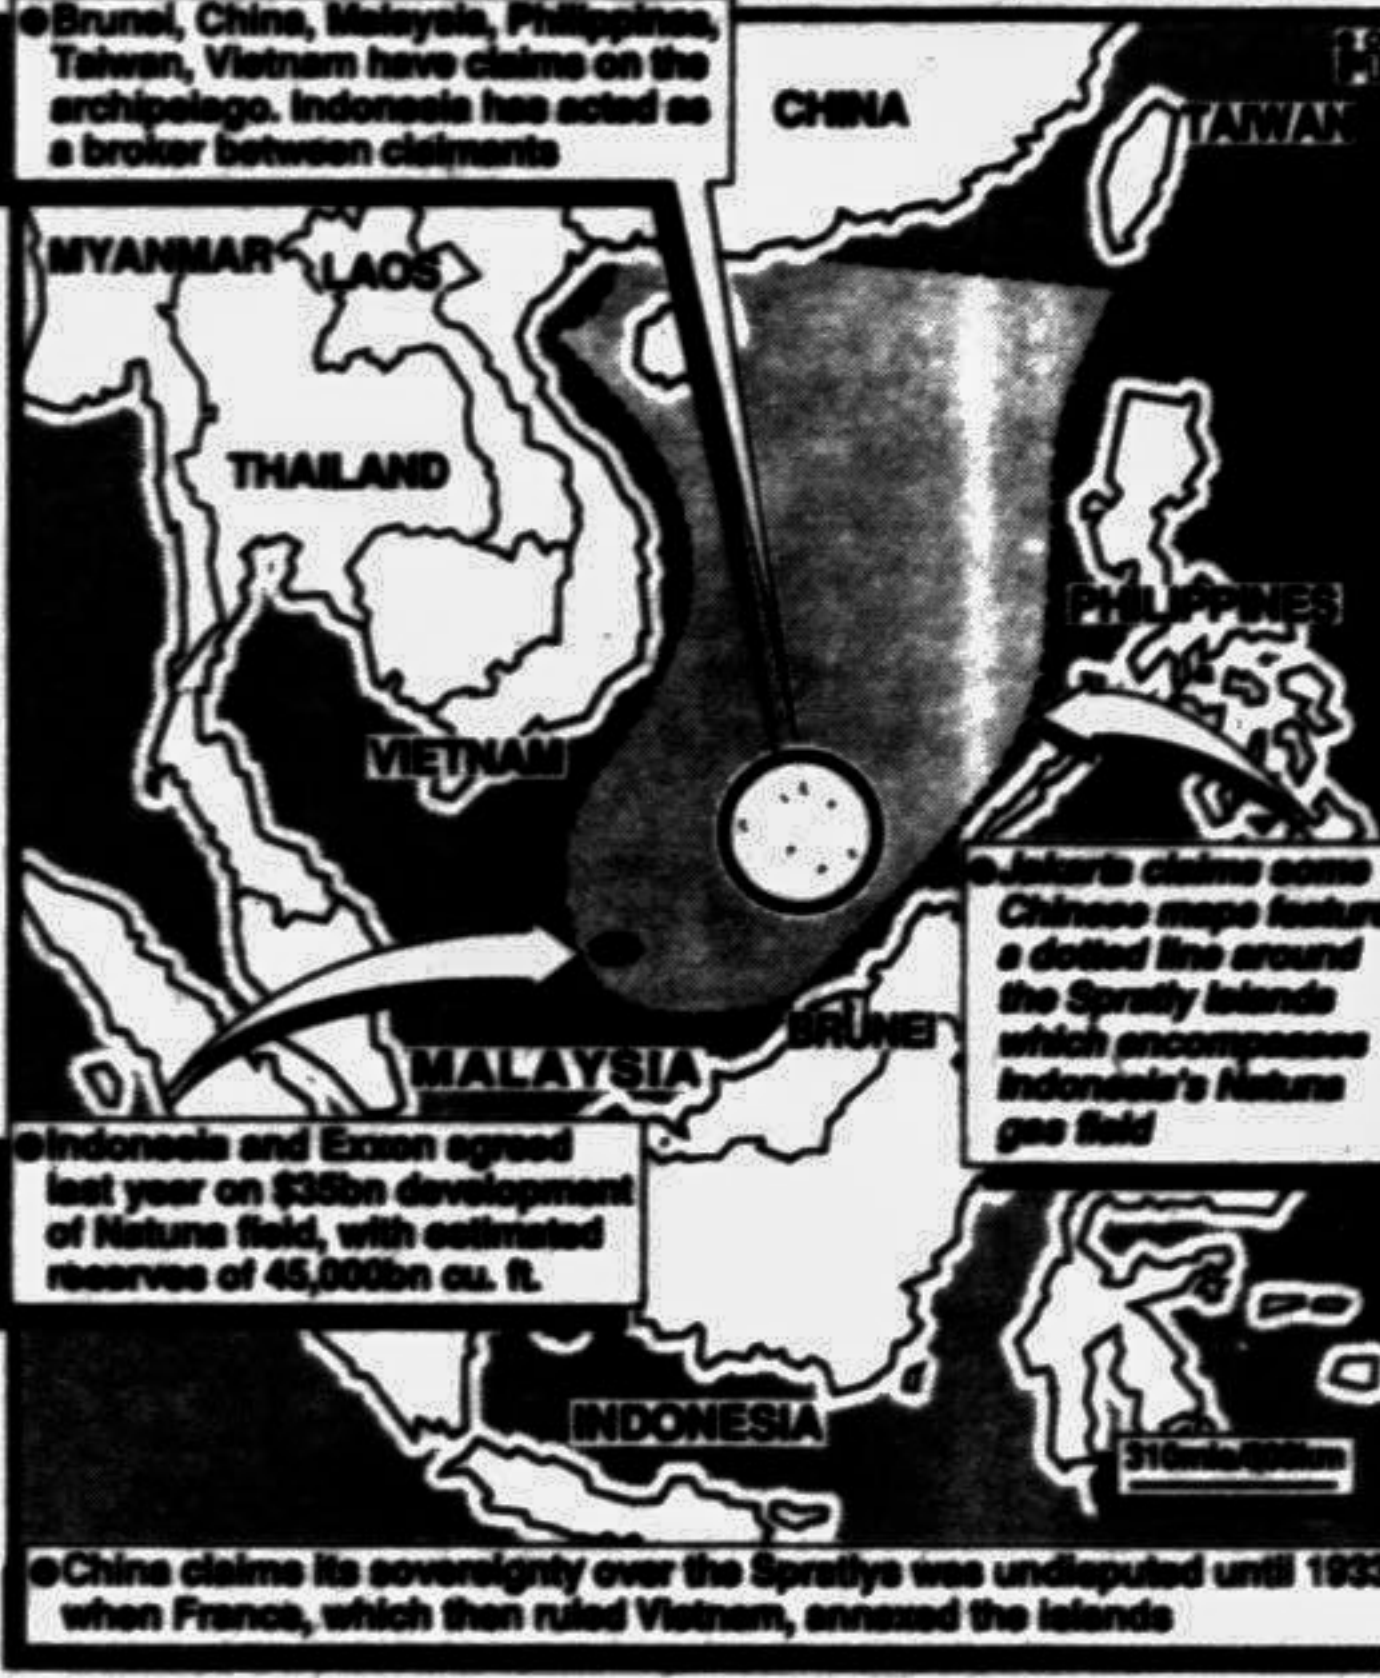 ●Brunei, China, Malaysia, Philippines,
Taiwan, Vietnam have claims on the
archipelago. Indonesia has acted as
a broker between claimants
CHINA
TAIWAN
MYANMAR
LAOS
THAILAND
PHILIPPINES
VIETNAM
●Jakarta claims some
Chinese maps feature
a dotted line around
the Spratly Islands
which encompasses
Indonesia's Natuna
gas field
BRUNEI
MALAYSIA
●Indonesia and Exxon agreed
last year on $35bn development
of Natuna field, with estimated
reserves of 45,000bn cu. ft.
INDONESIA
●China claims its sovereignty over the Spratlys was undisputed until 1933
when France, which then ruled Vietnam, annexed the islands